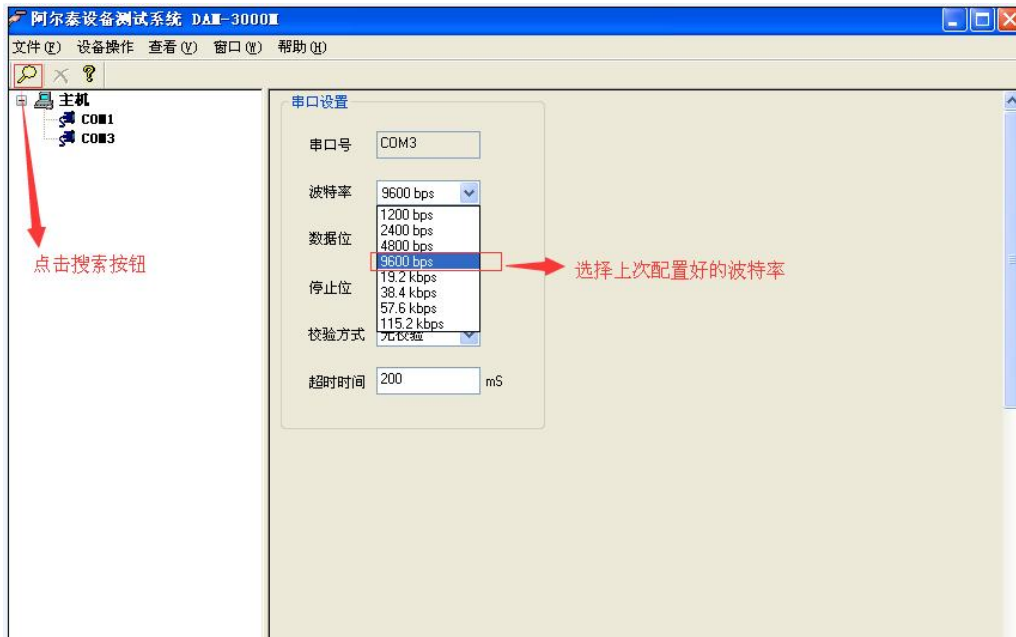 阿尔泰设备测试系统 DAM-3000M
文件(F) 设备操作 查看(V) 窗口(W) 帮助(H)
主机
COM1
COM3
点击搜索按钮
串口设置
串口号 COM3
波特率 9600 bps
1200 bps
2400 bps
数据位
4800 bps
9600 bps
选择上次配置好的波特率
19.2 kbps
停止位
38.4 kbps
57.6 kbps
115.2 kbps
校验方式 无校验
超时时间 200 mS